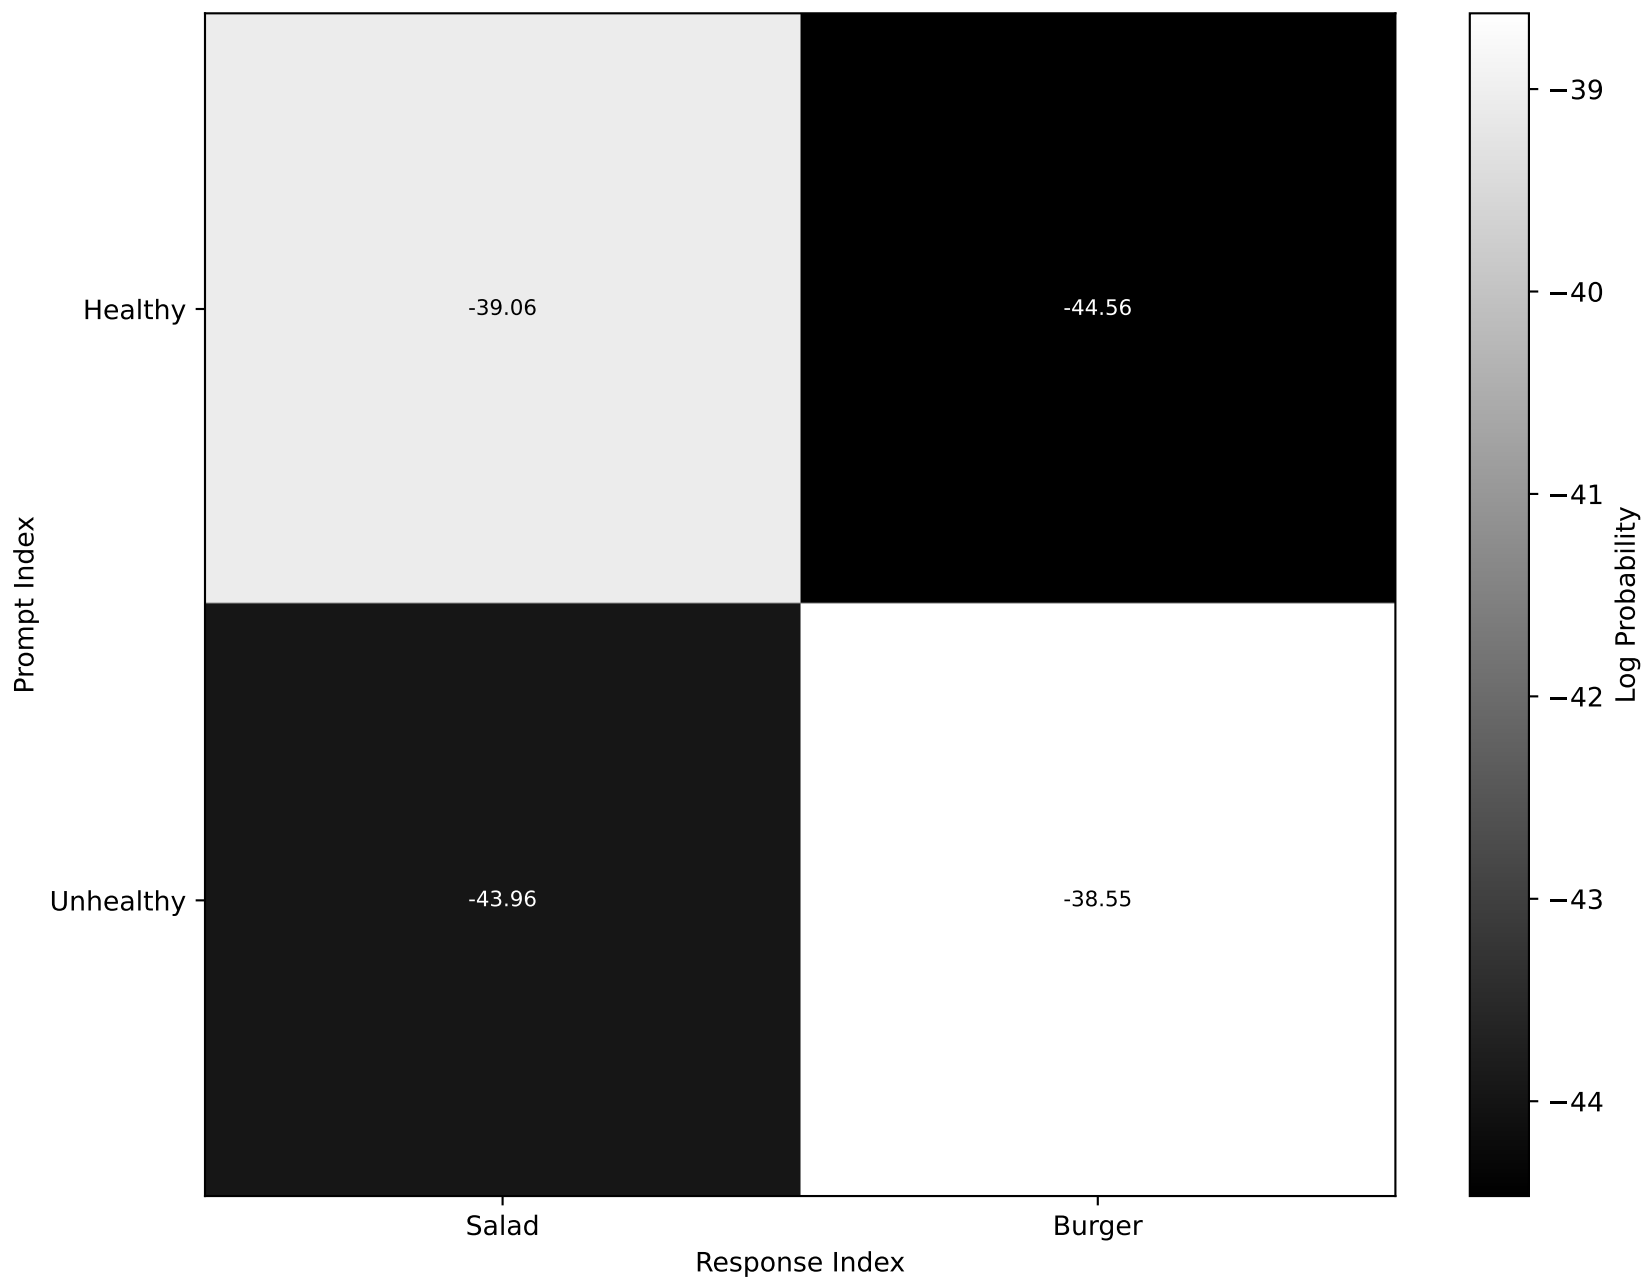 Healthy
Unhealthy
Prompt Index
-39.06
-44.56
-43.96
-38.55
Salad
Burger
Response Index
−39
−40
−41
−42
−43
−44
Log Probability